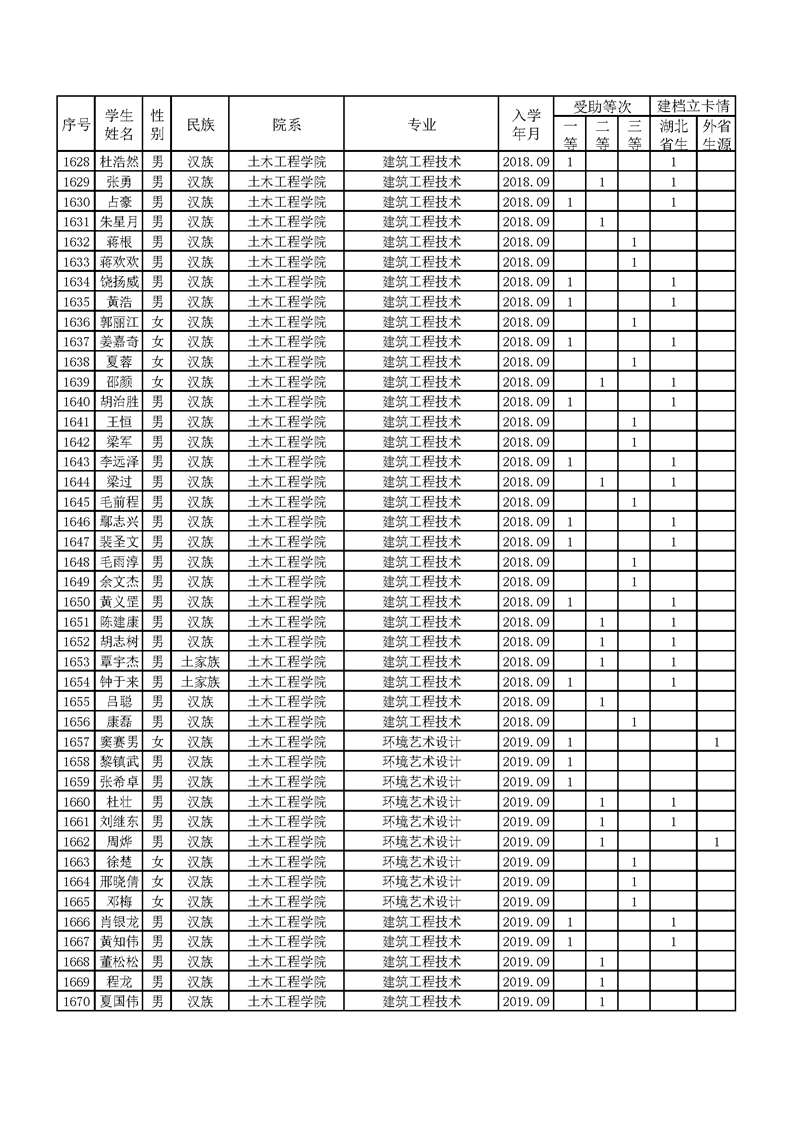 序号 学生姓名 性别 民族 院系 专业 入学年月 受助等次 建档立卡情
一等 二等 三等 湖北省生 外省生源
1628 杜浩然 男 汉族 土木工程学院 建筑工程技术 2018.09 1 1
1629 张勇 男 汉族 土木工程学院 建筑工程技术 2018.09 1 1
1630 占豪 男 汉族 土木工程学院 建筑工程技术 2018.09 1 1
1631 朱星月 男 汉族 土木工程学院 建筑工程技术 2018.09 1
1632 蒋根 男 汉族 土木工程学院 建筑工程技术 2018.09 1
1633 蒋欢欢 男 汉族 土木工程学院 建筑工程技术 2018.09 1
1634 饶扬威 男 汉族 土木工程学院 建筑工程技术 2018.09 1 1
1635 黄浩 男 汉族 土木工程学院 建筑工程技术 2018.09 1 1
1636 郭丽江 女 汉族 土木工程学院 建筑工程技术 2018.09 1
1637 姜嘉奇 女 汉族 土木工程学院 建筑工程技术 2018.09 1 1
1638 夏蓉 女 汉族 土木工程学院 建筑工程技术 2018.09 1
1639 邵颜 女 汉族 土木工程学院 建筑工程技术 2018.09 1 1
1640 胡治胜 男 汉族 土木工程学院 建筑工程技术 2018.09 1 1
1641 王恒 男 汉族 土木工程学院 建筑工程技术 2018.09 1
1642 梁军 男 汉族 土木工程学院 建筑工程技术 2018.09 1
1643 李远泽 男 汉族 土木工程学院 建筑工程技术 2018.09 1 1
1644 梁过 男 汉族 土木工程学院 建筑工程技术 2018.09 1 1
1645 毛前程 男 汉族 土木工程学院 建筑工程技术 2018.09 1
1646 鄢志兴 男 汉族 土木工程学院 建筑工程技术 2018.09 1 1
1647 裴圣文 男 汉族 土木工程学院 建筑工程技术 2018.09 1 1
1648 毛雨淳 男 汉族 土木工程学院 建筑工程技术 2018.09 1
1649 余文杰 男 汉族 土木工程学院 建筑工程技术 2018.09 1
1650 黄义罡 男 汉族 土木工程学院 建筑工程技术 2018.09 1 1
1651 陈建康 男 汉族 土木工程学院 建筑工程技术 2018.09 1 1
1652 胡志树 男 汉族 土木工程学院 建筑工程技术 2018.09 1 1
1653 覃宇杰 男 土家族 土木工程学院 建筑工程技术 2018.09 1 1
1654 钟于来 男 土家族 土木工程学院 建筑工程技术 2018.09 1 1
1655 吕聪 男 汉族 土木工程学院 建筑工程技术 2018.09 1
1656 康磊 男 汉族 土木工程学院 建筑工程技术 2018.09 1
1657 窦赛男 女 汉族 土木工程学院 环境艺术设计 2019.09 1 1
1658 黎镇武 男 汉族 土木工程学院 环境艺术设计 2019.09 1
1659 张希卓 男 汉族 土木工程学院 环境艺术设计 2019.09 1
1660 杜壮 男 汉族 土木工程学院 环境艺术设计 2019.09 1 1
1661 刘继东 男 汉族 土木工程学院 环境艺术设计 2019.09 1 1
1662 周烨 男 汉族 土木工程学院 环境艺术设计 2019.09 1 1
1663 徐楚 女 汉族 土木工程学院 环境艺术设计 2019.09 1
1664 邢晓倩 女 汉族 土木工程学院 环境艺术设计 2019.09 1
1665 邓梅 女 汉族 土木工程学院 环境艺术设计 2019.09 1
1666 肖银龙 男 汉族 土木工程学院 建筑工程技术 2019.09 1 1
1667 黄知伟 男 汉族 土木工程学院 建筑工程技术 2019.09 1 1
1668 董松松 男 汉族 土木工程学院 建筑工程技术 2019.09 1
1669 程龙 男 汉族 土木工程学院 建筑工程技术 2019.09 1
1670 夏国伟 男 汉族 土木工程学院 建筑工程技术 2019.09 1